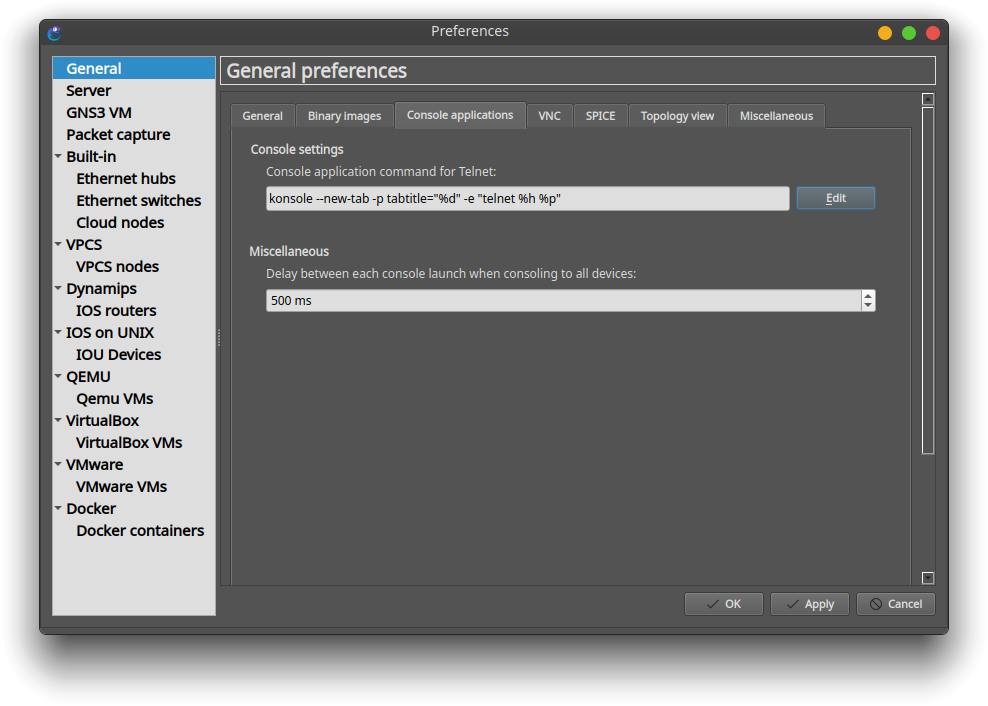 Preferences
General
Server
GNS3 VM
Packet capture
Built-in
Ethernet hubs
Ethernet switches
Cloud nodes
VPCS
VPCS nodes
Dynamips
IOS routers
IOS on UNIX
IOU Devices
QEMU
Qemu VMs
VirtualBox
VirtualBox VMs
VMware
VMware VMs
Docker
Docker containers
General preferences
General Binary images Console applications VNC SPICE Topology view Miscellaneous
Console settings
Console application command for Telnet:
konsole --new-tab -p tabtitle="%d" -e "telnet %h %p" Edit
Miscellaneous
Delay between each console launch when consoling to all devices:
500 ms
OK Apply Cancel